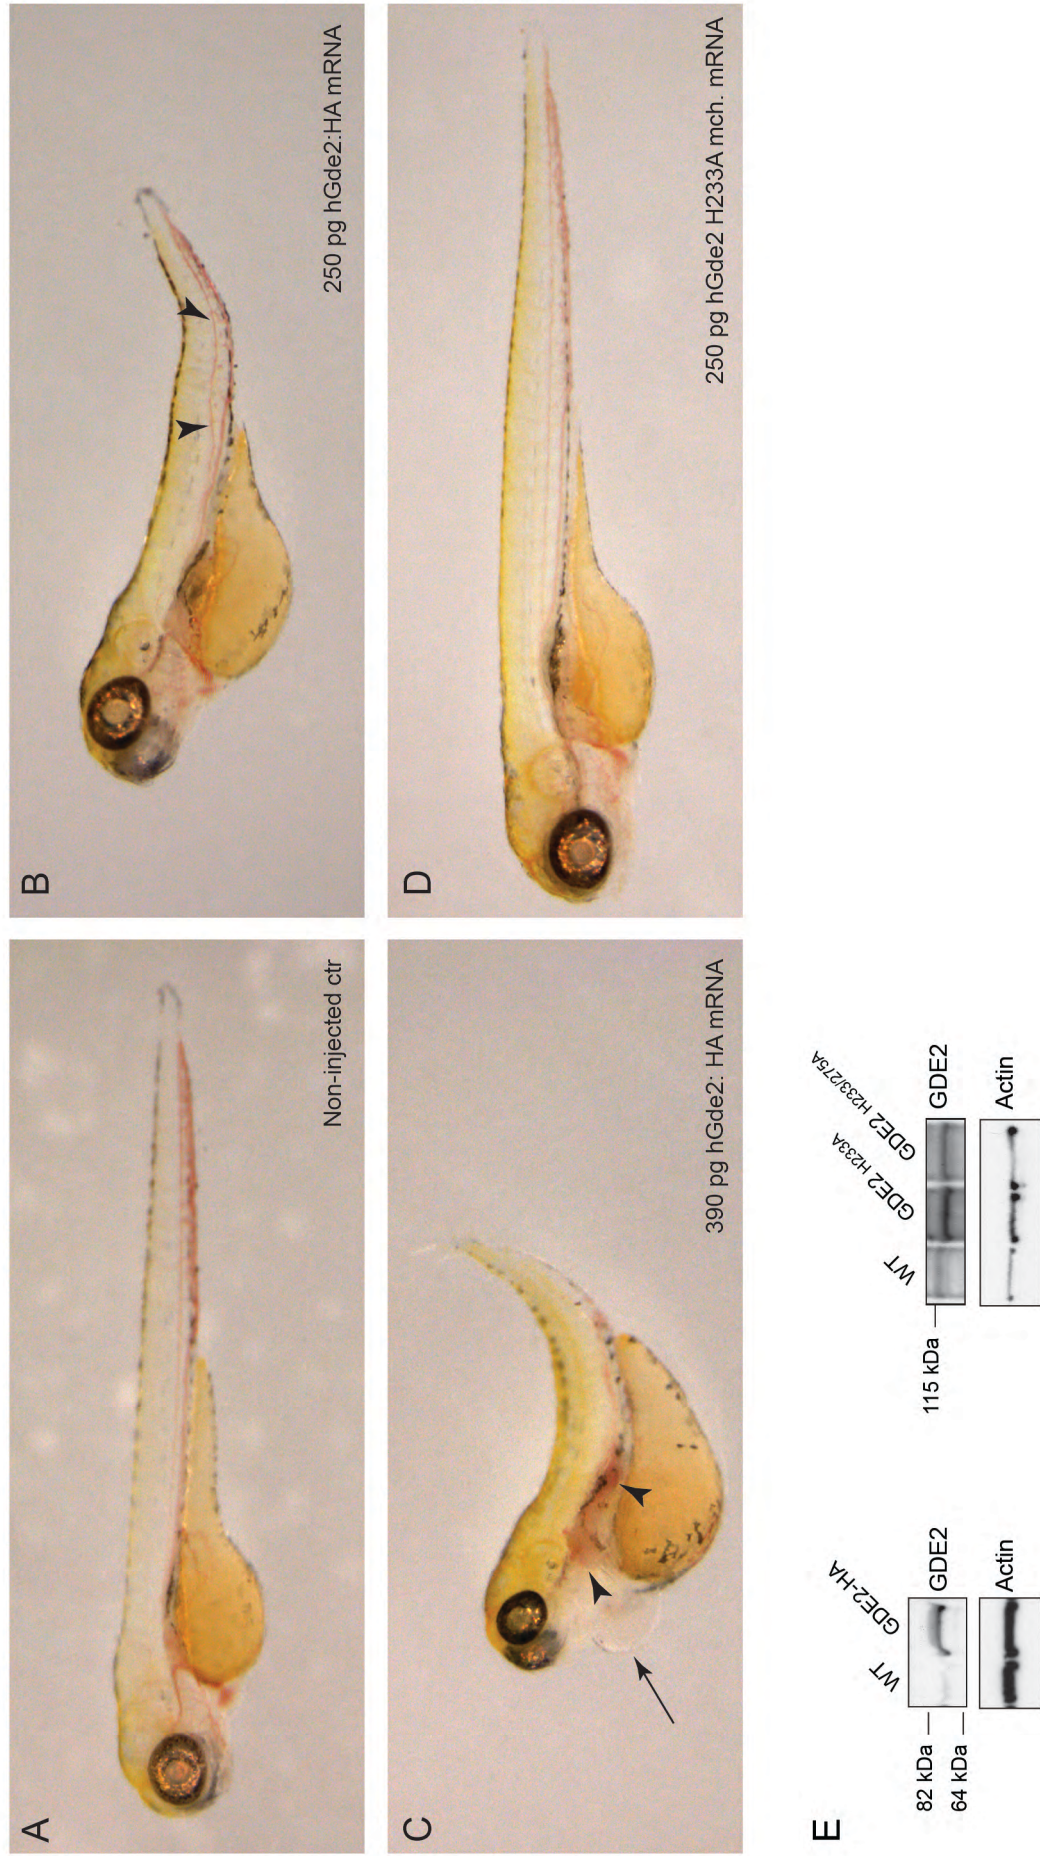 A
Non-injected ctr
B
250 pg hGde2:HA mRNA
C
390 pg hGde2: HA mRNA
D
250 pg hGde2 H233A mch. mRNA
E
WT
GDE2-HA
82 kDa
64 kDa
GDE2
Actin
WT
GDE2 H233A
GDE2 H233/275A
115 kDa
GDE2
Actin